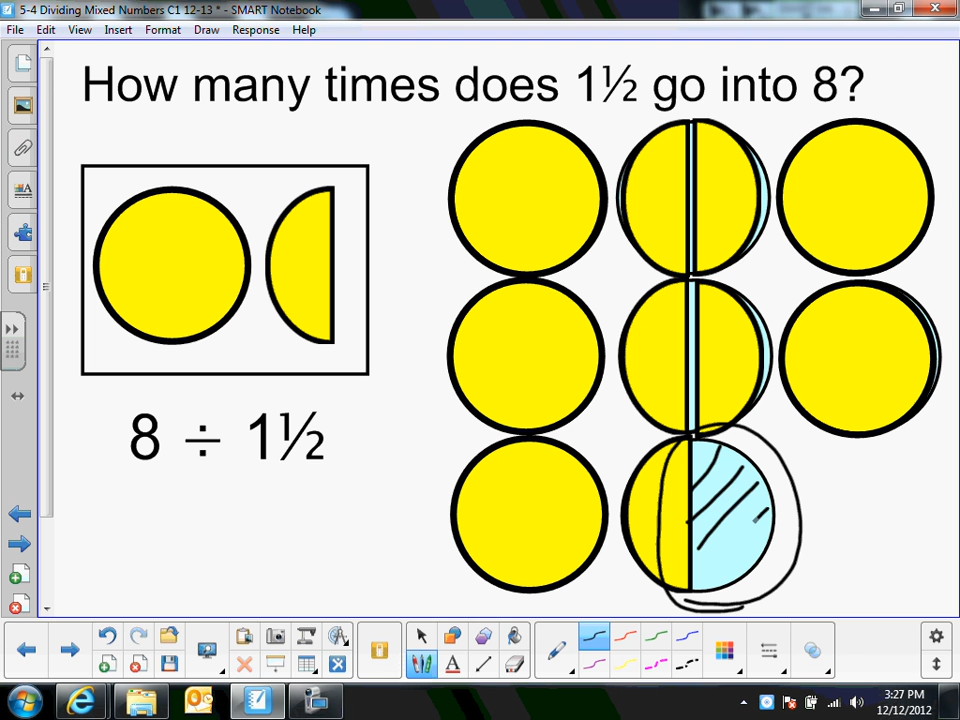 5-4 Dividing Mixed Numbers C1 12-13 * - SMART Notebook
File Edit View Insert Format Draw Response Help
How many times does 1½ go into 8?
8 ÷ 1½
3:27 PM
12/12/2012